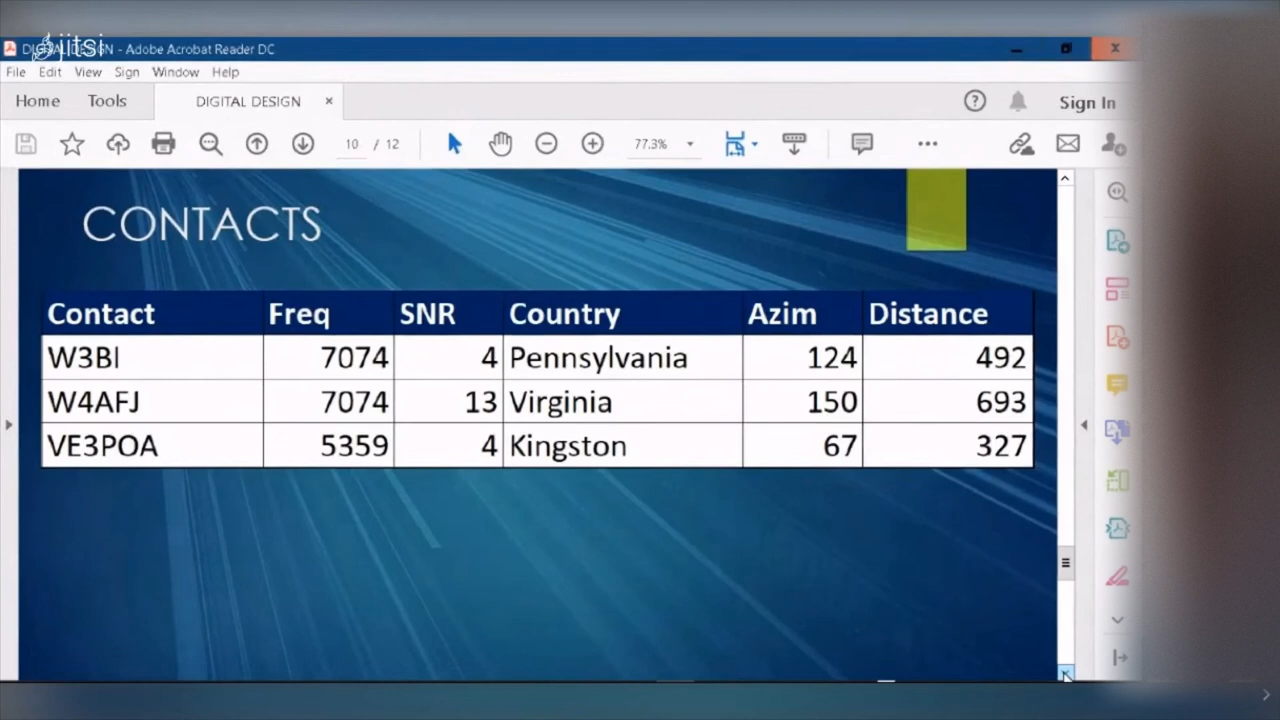 jitsi
DIGITAL DESIGN - Adobe Acrobat Reader DC
File Edit View Sign Window Help
Home Tools DIGITAL DESIGN × Sign In
10 / 12 77.3%
CONTACTS
Contact Freq SNR Country Azim Distance
W3BI 7074 4 Pennsylvania 124 492
W4AFJ 7074 13 Virginia 150 693
VE3POA 5359 4 Kingston 67 327